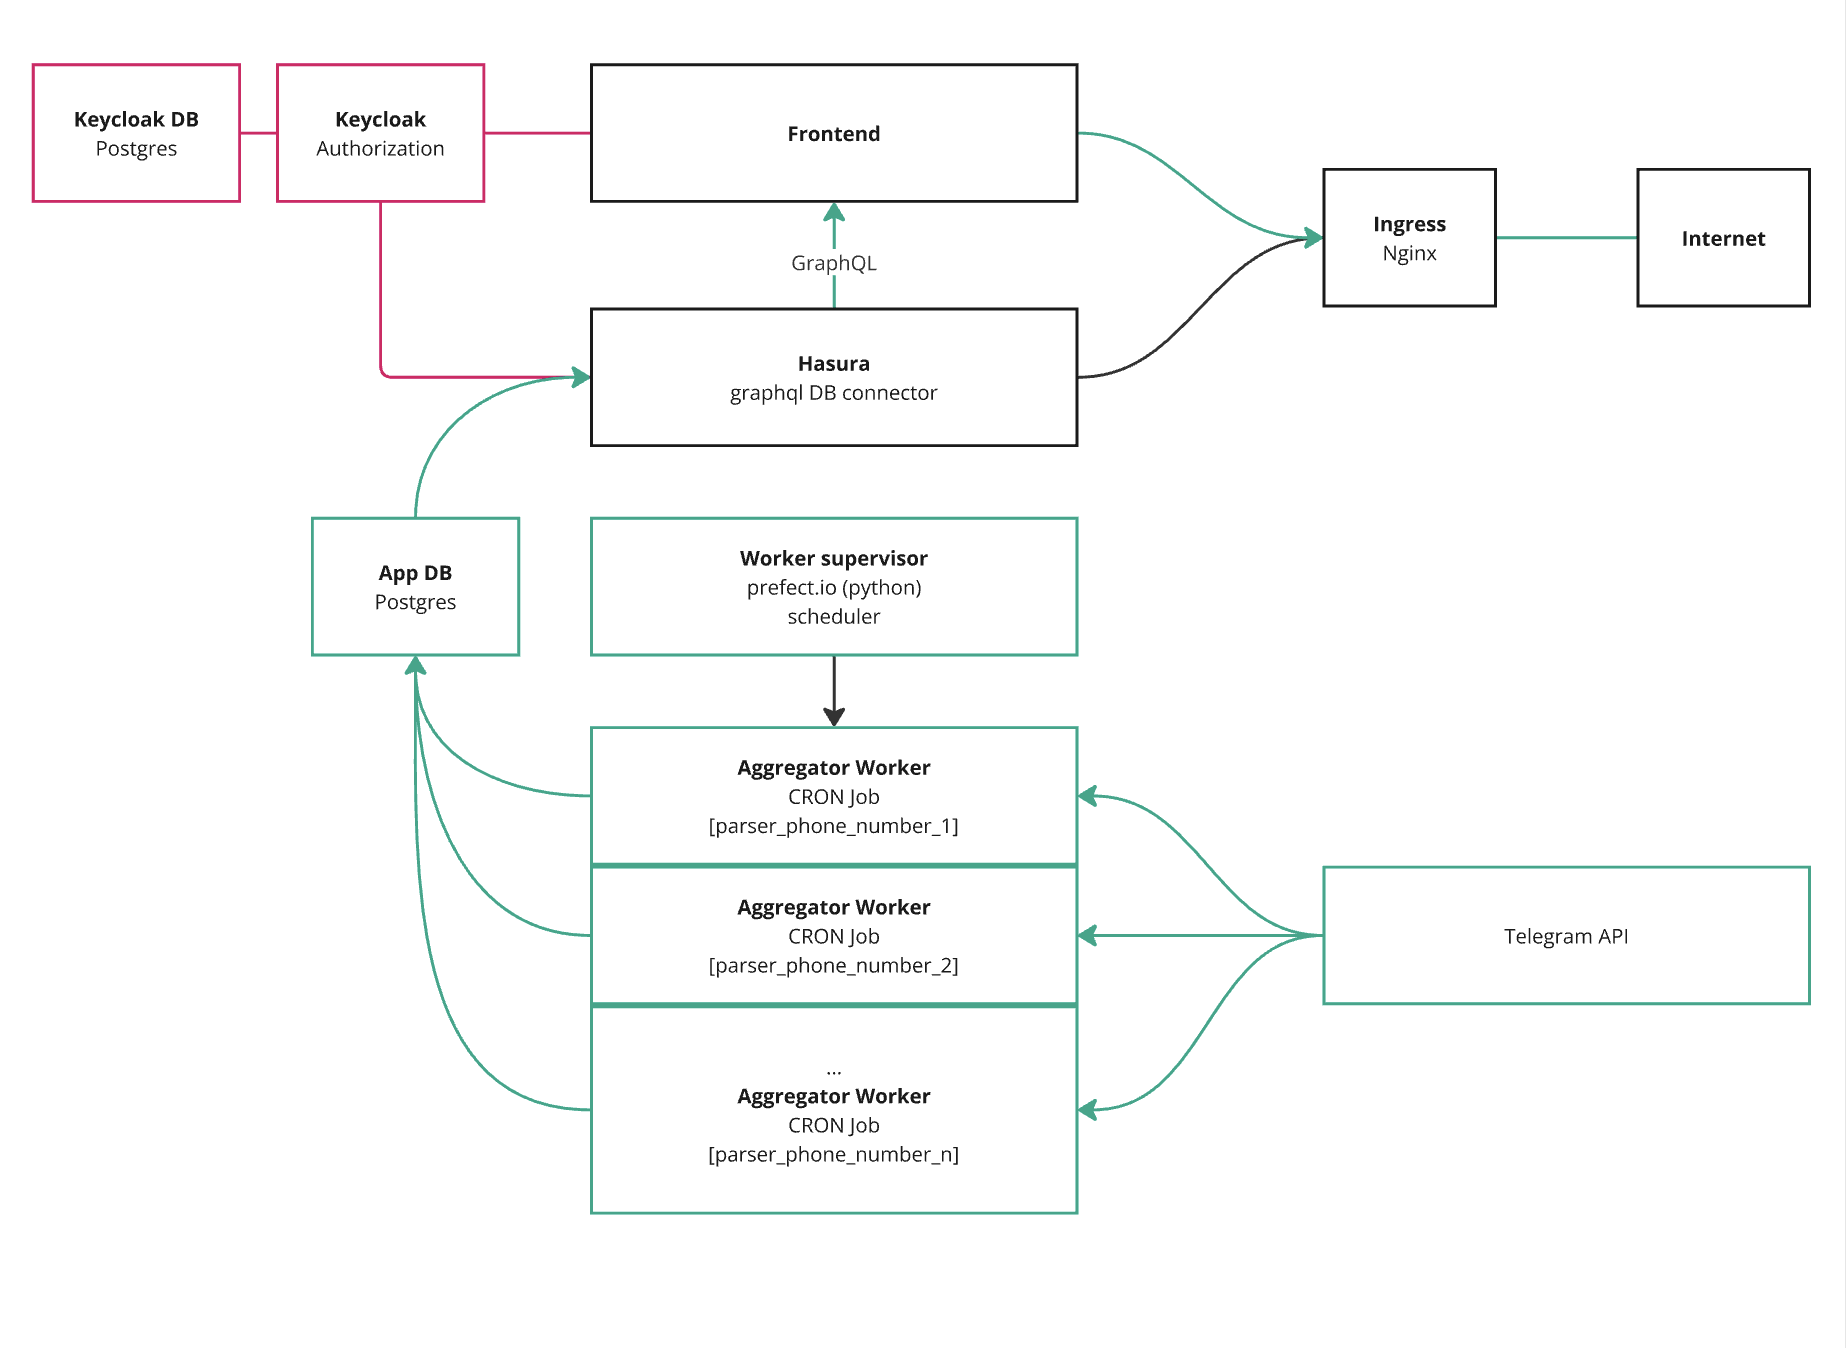 Keycloak DB
Postgres
Keycloak
Authorization
Frontend
Ingress
Nginx
Internet
GraphQL
Hasura
graphql DB connector
App DB
Postgres
Worker supervisor
prefect.io (python)
scheduler
Aggregator Worker
CRON Job
[parser_phone_number_1]
Aggregator Worker
CRON Job
[parser_phone_number_2]
Telegram API
...
Aggregator Worker
CRON Job
[parser_phone_number_n]